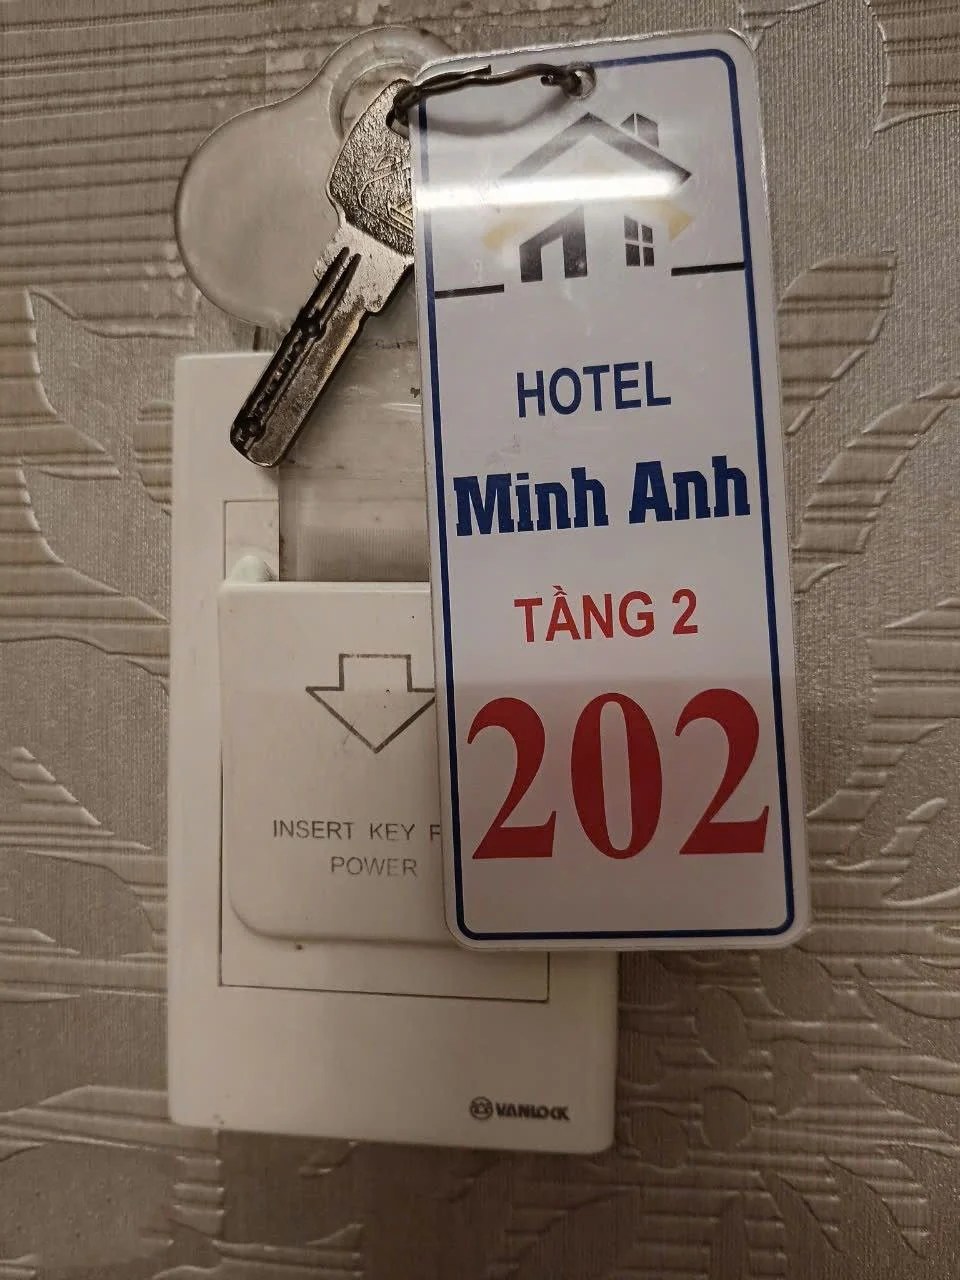 HOTEL
Minh Anh
TẦNG 2
202
INSERT KEY
POWER
VANLOCK